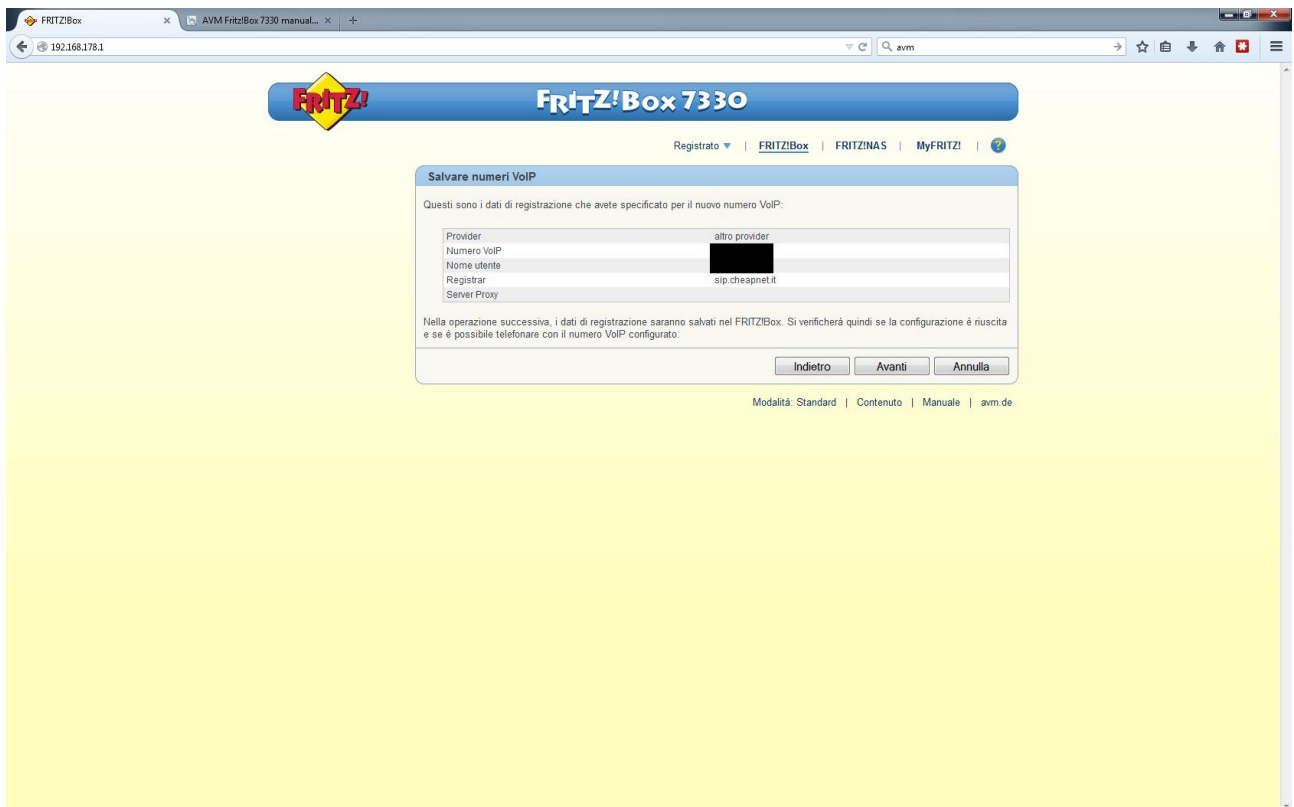 FRITZ!Box
AVM Fritz!Box 7330 manual...
192.168.178.1
avm
FRITZ!
FRITZ!Box 7330
Registrato | FRITZ!Box | FRITZ!NAS | MyFRITZ! | ?
Salvare numeri VoIP
Questi sono i dati di registrazione che avete specificato per il nuovo numero VoIP:
Provider altro provider
Numero VoIP
Nome utente
Registrar sip.cheapnet.it
Server Proxy
Nella operazione successiva, i dati di registrazione saranno salvati nel FRITZ!Box. Si verificherà quindi se la configurazione é riuscita
e se é possibile telefonare con il numero VoIP configurato.
Indietro Avanti Annulla
Modalità: Standard | Contenuto | Manuale | avm.de